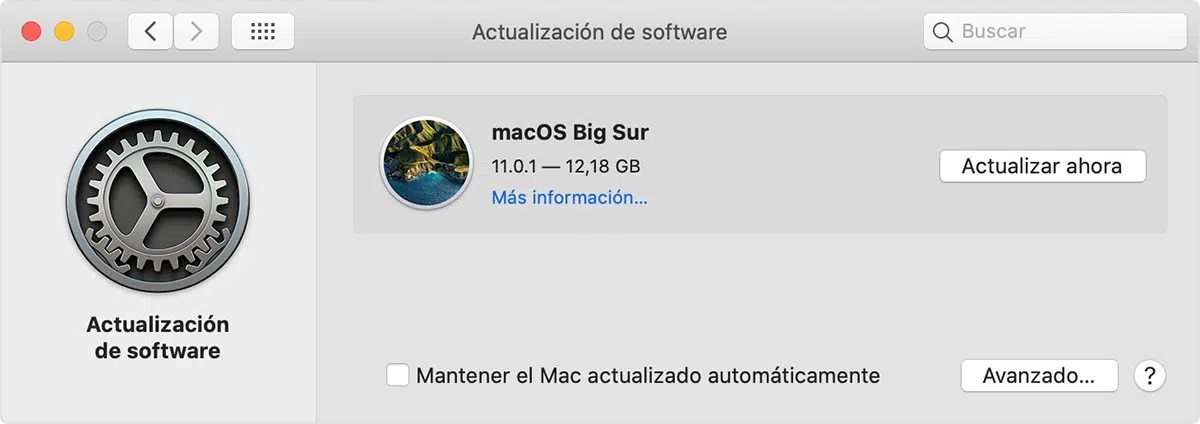 Actualización de software
Buscar
macOS Big Sur
11.0.1 — 12,18 GB
Más información...
Actualizar ahora
Actualización
de software
Mantener el Mac actualizado automáticamente
Avanzado...
?